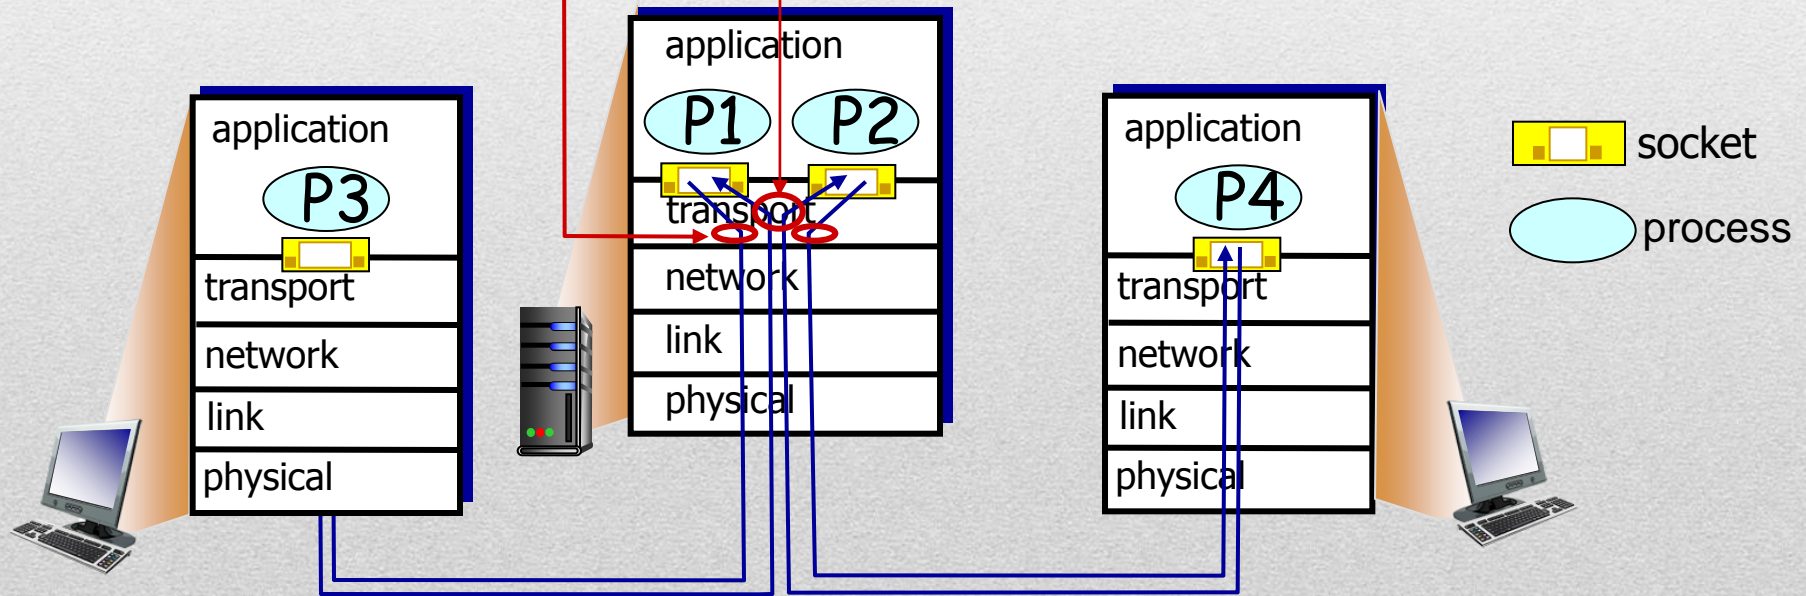 application
P3
transport
network
link
physical
application
P1 P2
transport
network
link
physical
application
P4
transport
network
link
physical
socket
process